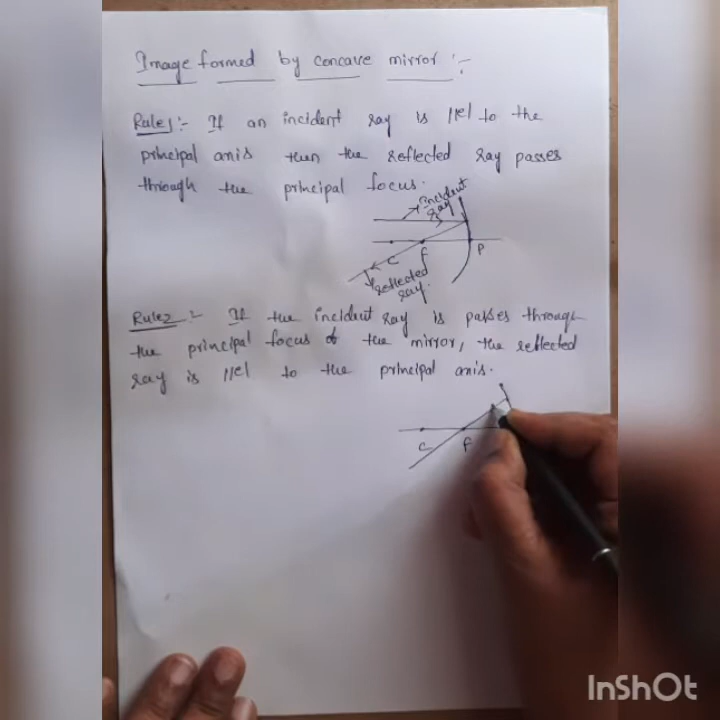 Image formed by concave mirror :-
Rule1:- If an incident ray is ||el to the
principal axis then the reflected ray passes
through the principal focus.
incident
ray
C F P
reflected
ray.
Rule2 :- If the incident ray is passes through
the principal focus of the mirror, the reflected
ray is ||el to the principal axis.
C F
InShOt